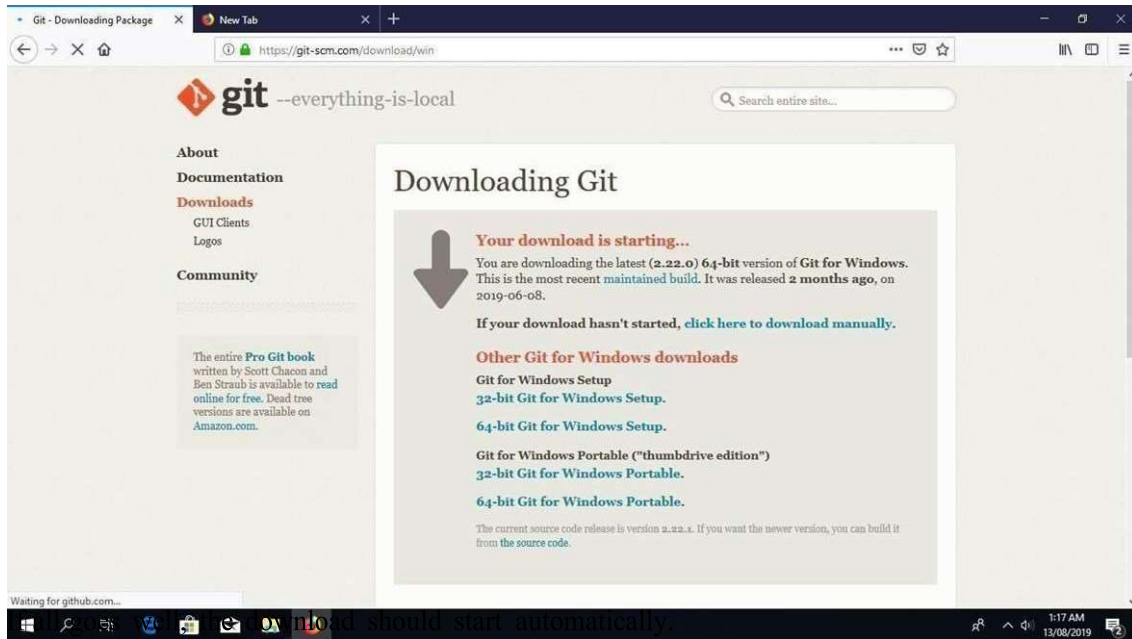 Git - Downloading Package
New Tab
https://git-scm.com/download/win
git --everything-is-local
Search entire site...
About
Documentation
Downloads
GUI Clients
Logos
Community
The entire Pro Git book
written by Scott Chacon and
Ben Straub is available to read
online for free. Dead tree
versions are available on
Amazon.com.
Downloading Git
Your download is starting...
You are downloading the latest (2.22.0) 64-bit version of Git for Windows.
This is the most recent maintained build. It was released 2 months ago, on
2019-06-08.
If your download hasn't started, click here to download manually.
Other Git for Windows downloads
Git for Windows Setup
32-bit Git for Windows Setup.
64-bit Git for Windows Setup.
Git for Windows Portable ("thumbdrive edition")
32-bit Git for Windows Portable.
64-bit Git for Windows Portable.
The current source code release is version 2.22.1. If you want the newer version, you can build it
from the source code.
Waiting for github.com...
well, the download should start automatically.
1:17 AM
13/08/2019
2